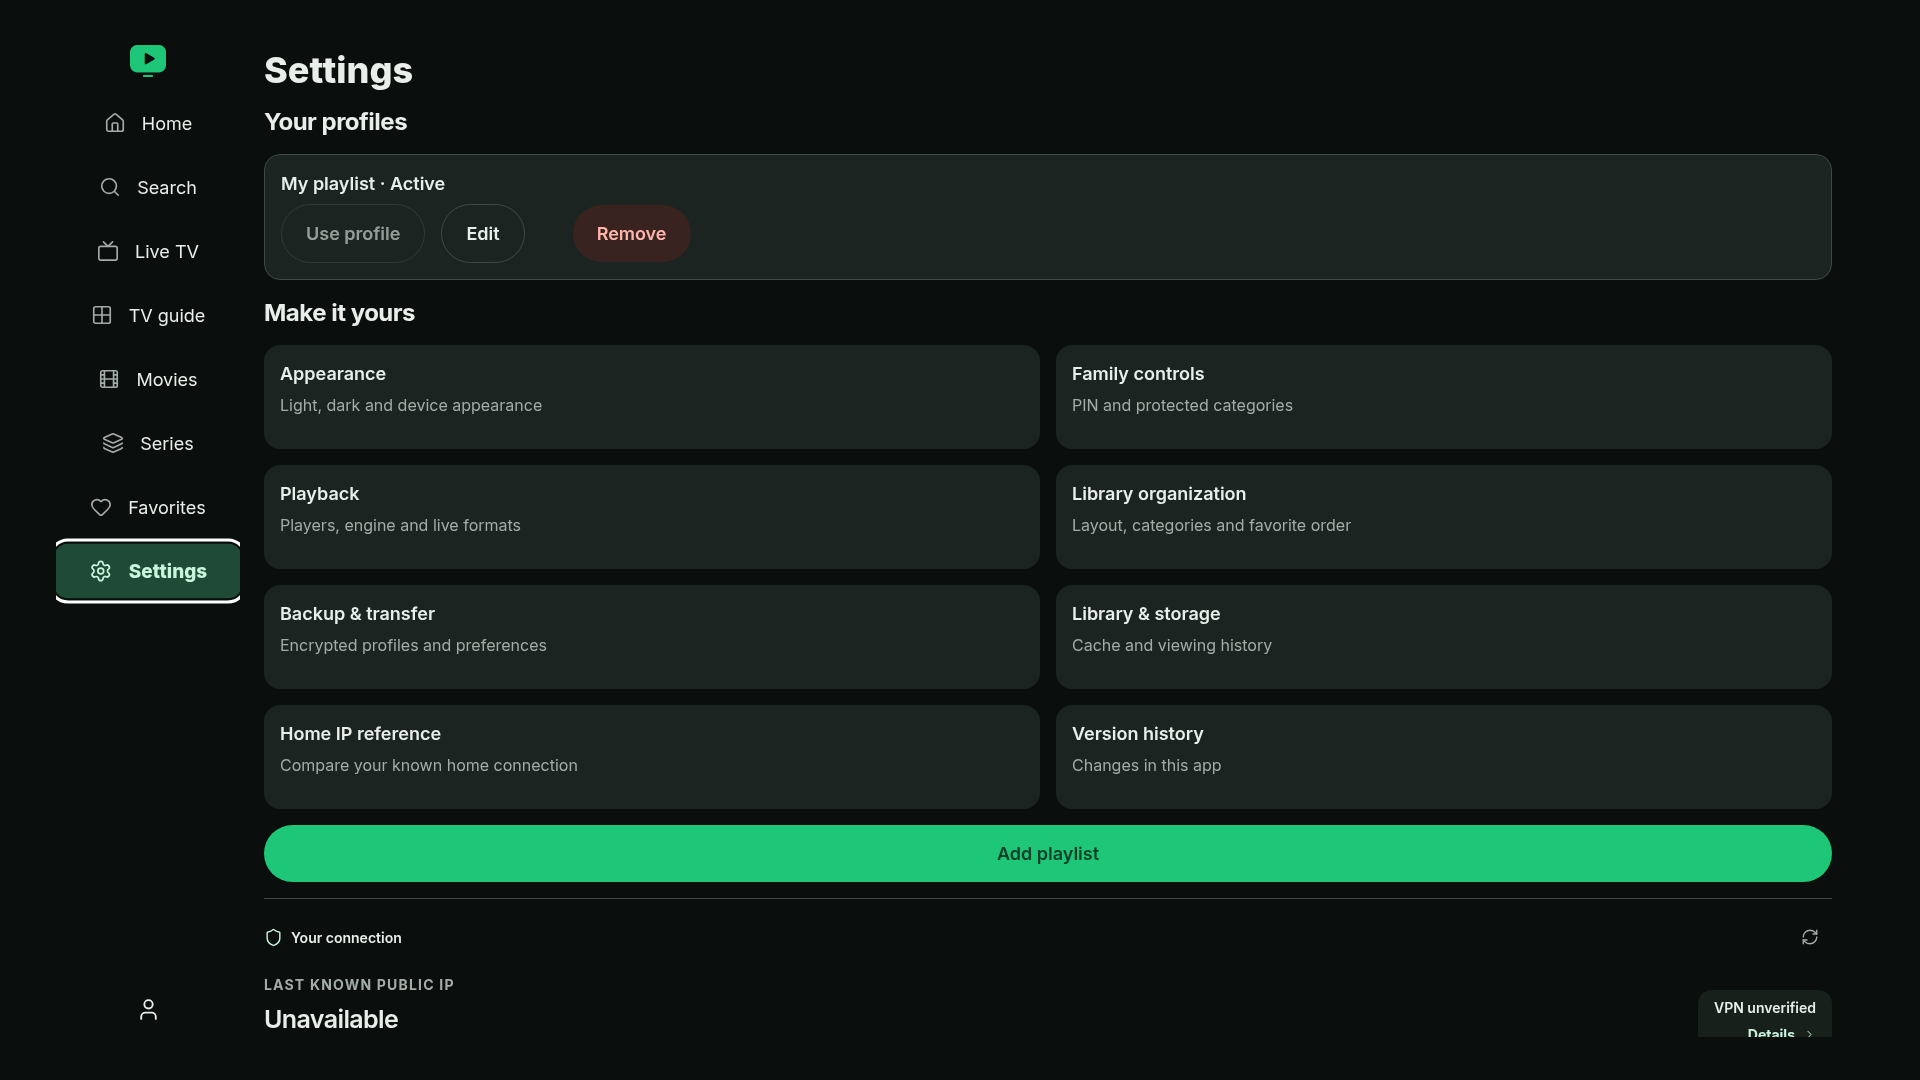 Settings
Your profiles
My playlist · Active
Use profile
Edit
Remove
Make it yours
Appearance
Light, dark and device appearance
Family controls
PIN and protected categories
Playback
Players, engine and live formats
Library organization
Layout, categories and favorite order
Backup & transfer
Encrypted profiles and preferences
Library & storage
Cache and viewing history
Home IP reference
Compare your known home connection
Version history
Changes in this app
Add playlist
Your connection
LAST KNOWN PUBLIC IP
Unavailable
VPN unverified
Details
Home
Search
Live TV
TV guide
Movies
Series
Favorites
Settings